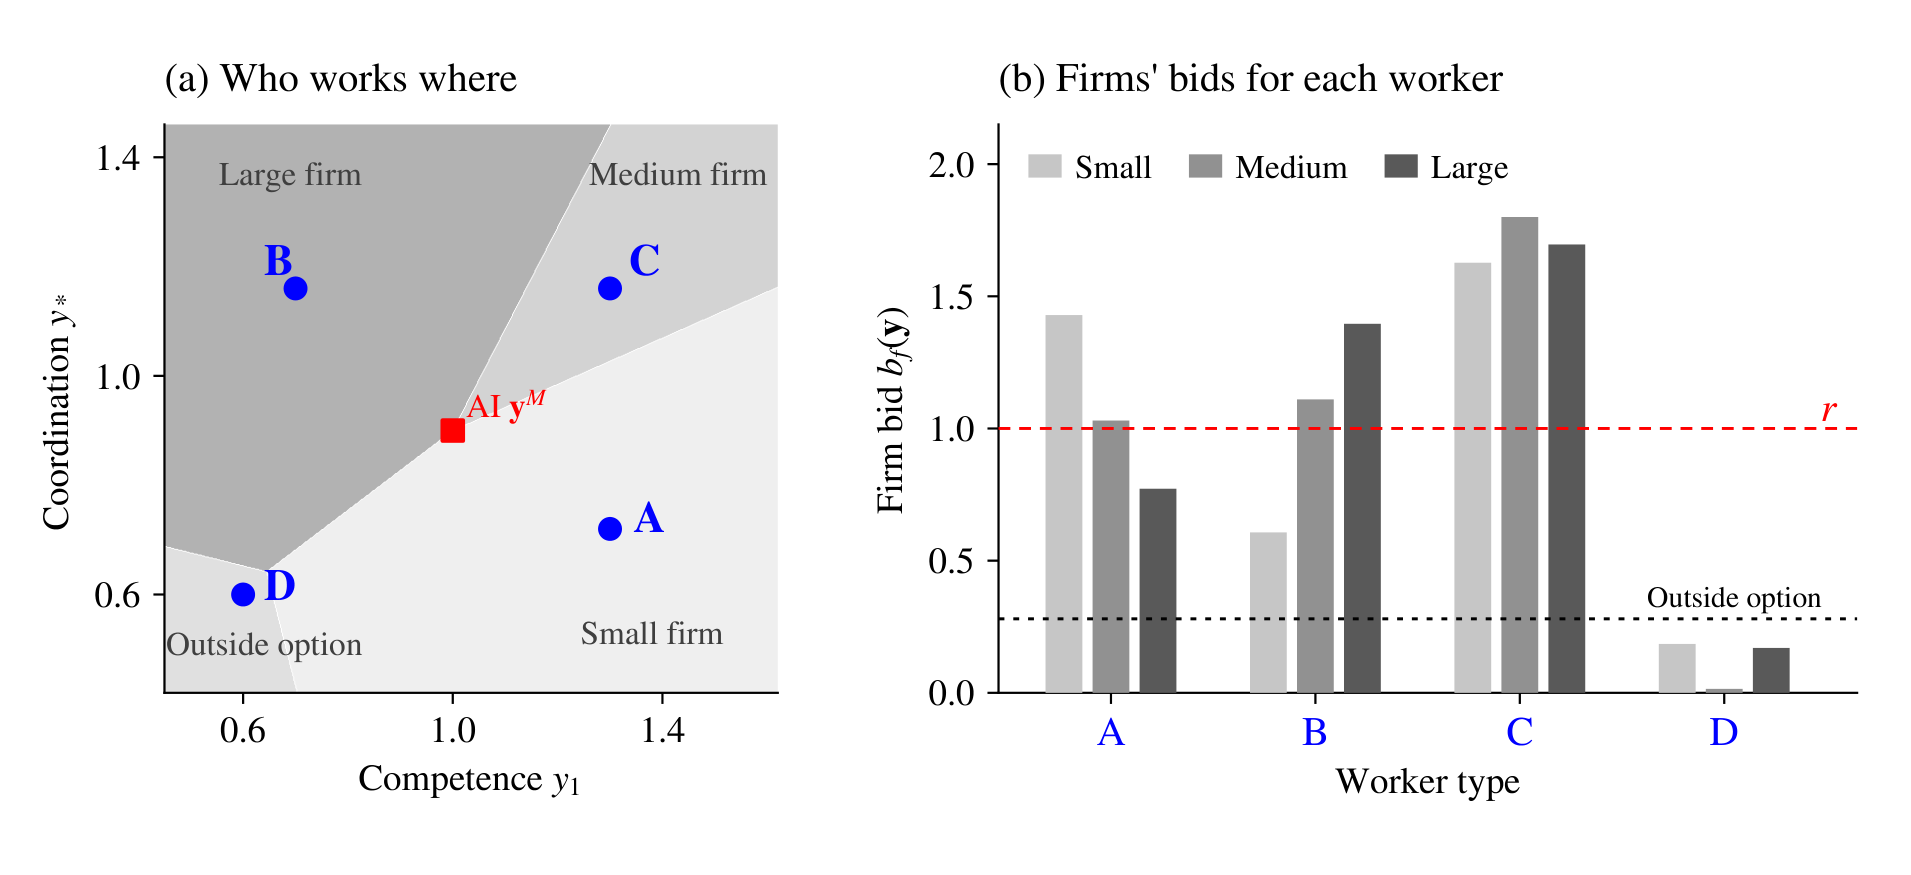 (a) Who works where
Large firm
Medium firm
B
C
AI y^M
A
D
Small firm
Outside option
1.4
1.0
0.6
Coordination y_*
0.6
1.0
1.4
Competence y_1
(b) Firms' bids for each worker
Small
Medium
Large
r
Outside option
2.0
1.5
1.0
0.5
0.0
Firm bid b_f(y)
A
B
C
D
Worker type